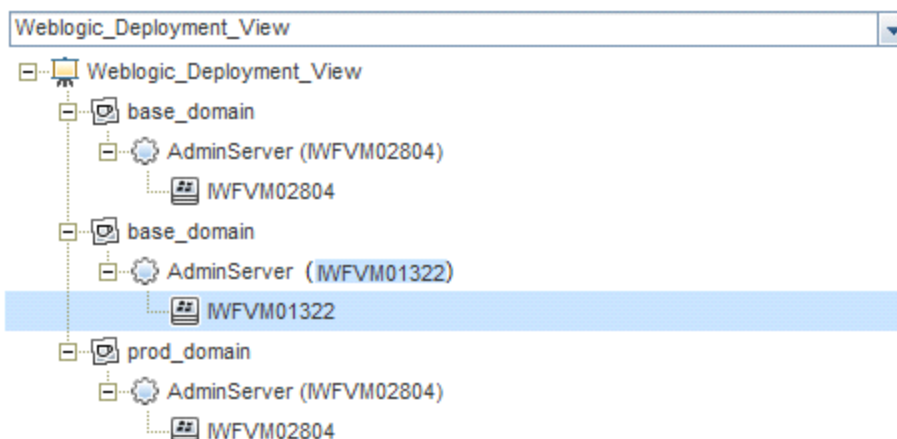 Weblogic_Deployment_View
Weblogic_Deployment_View
base_domain
AdminServer (IWFVM02804)
IWFVM02804
base_domain
AdminServer (IWFVM01322)
IWFVM01322
prod_domain
AdminServer (IWFVM02804)
IWFVM02804